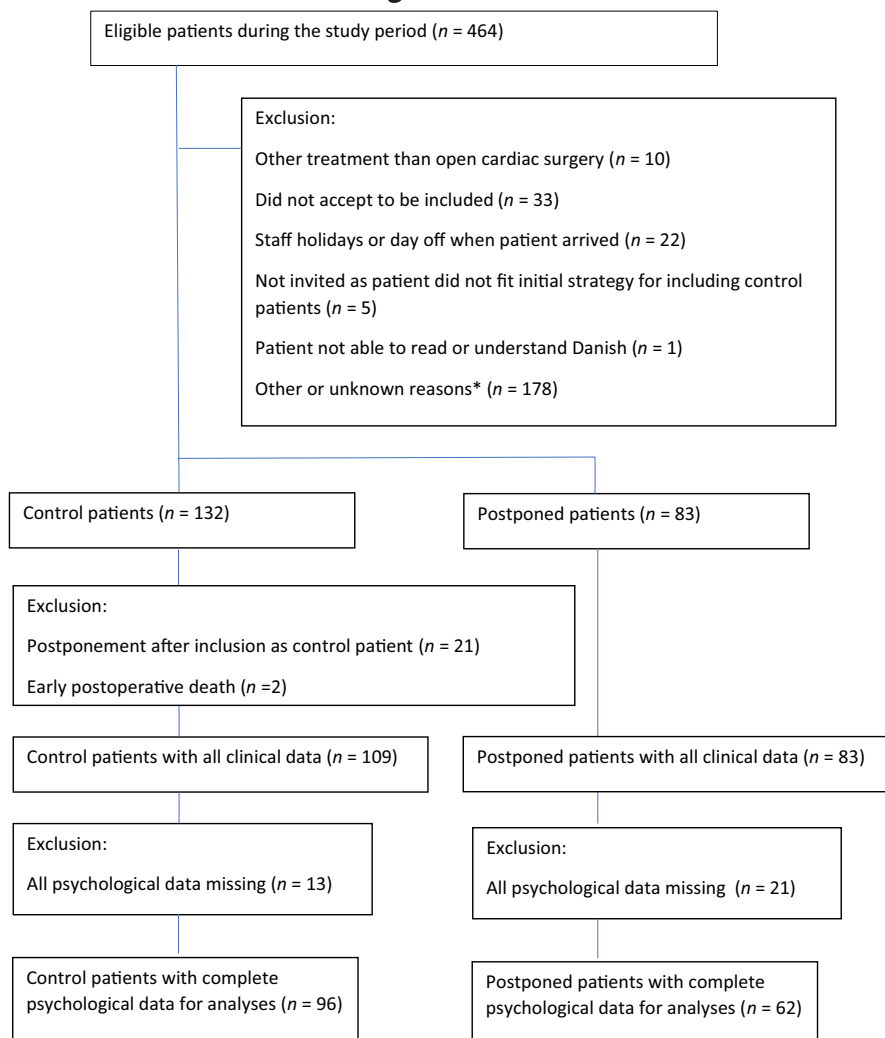 Eligible patients during the study period (n = 464)
Exclusion:
Other treatment than open cardiac surgery (n = 10)
Did not accept to be included (n = 33)
Staff holidays or day off when patient arrived (n = 22)
Not invited as patient did not fit initial strategy for including control
patients (n = 5)
Patient not able to read or understand Danish (n = 1)
Other or unknown reasons* (n = 178)
Control patients (n = 132)
Postponed patients (n = 83)
Exclusion:
Postponement after inclusion as control patient (n = 21)
Early postoperative death (n =2)
Control patients with all clinical data (n = 109)
Postponed patients with all clinical data (n = 83)
Exclusion:
All psychological data missing (n = 13)
Exclusion:
All psychological data missing (n = 21)
Control patients with complete
psychological data for analyses (n = 96)
Postponed patients with complete
psychological data for analyses (n = 62)